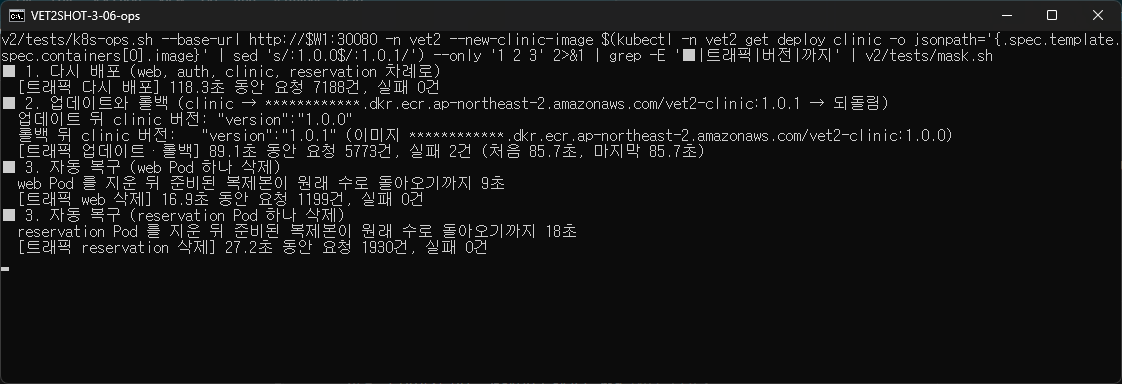 VET2SHOT-3-06-ops
v2/tests/k8s-ops.sh --base-url http://$W1:30080 -n vet2 --new-clinic-image $(kubectl -n vet2 get deploy clinic -o jsonpath='{.spec.template.
spec.containers[0].image}' | sed 's/:1.0.0$/:1.0.1/') --only '1 2 3' 2>&1 | grep -E '■|트래픽|버전|까지' | v2/tests/mask.sh
■ 1. 다시 배포 (web, auth, clinic, reservation 차례로)
[트래픽 다시 배포] 118.3초 동안 요청 7188건, 실패 0건
■ 2. 업데이트와 롤백 (clinic → ************.dkr.ecr.ap-northeast-2.amazonaws.com/vet2-clinic:1.0.1 → 되돌림)
업데이트 뒤 clinic 버전: "version":"1.0.0"
롤백 뒤 clinic 버전: "version":"1.0.1" (이미지 ************.dkr.ecr.ap-northeast-2.amazonaws.com/vet2-clinic:1.0.0)
[트래픽 업데이트·롤백] 89.1초 동안 요청 5773건, 실패 2건 (처음 85.7초, 마지막 85.7초)
■ 3. 자동 복구 (web Pod 하나 삭제)
web Pod 를 지운 뒤 준비된 복제본이 원래 수로 돌아오기까지 9초
[트래픽 web 삭제] 16.9초 동안 요청 1199건, 실패 0건
■ 3. 자동 복구 (reservation Pod 하나 삭제)
reservation Pod 를 지운 뒤 준비된 복제본이 원래 수로 돌아오기까지 18초
[트래픽 reservation 삭제] 27.2초 동안 요청 1930건, 실패 0건